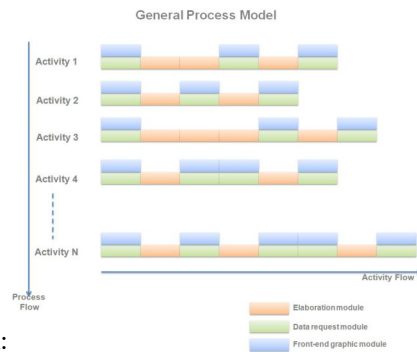 General Process Model
Activity 1
Activity 2
Activity 3
Activity 4
Activity N
Activity Flow
Process
Flow
Elaboration module
Data request module
Front-end graphic module
: